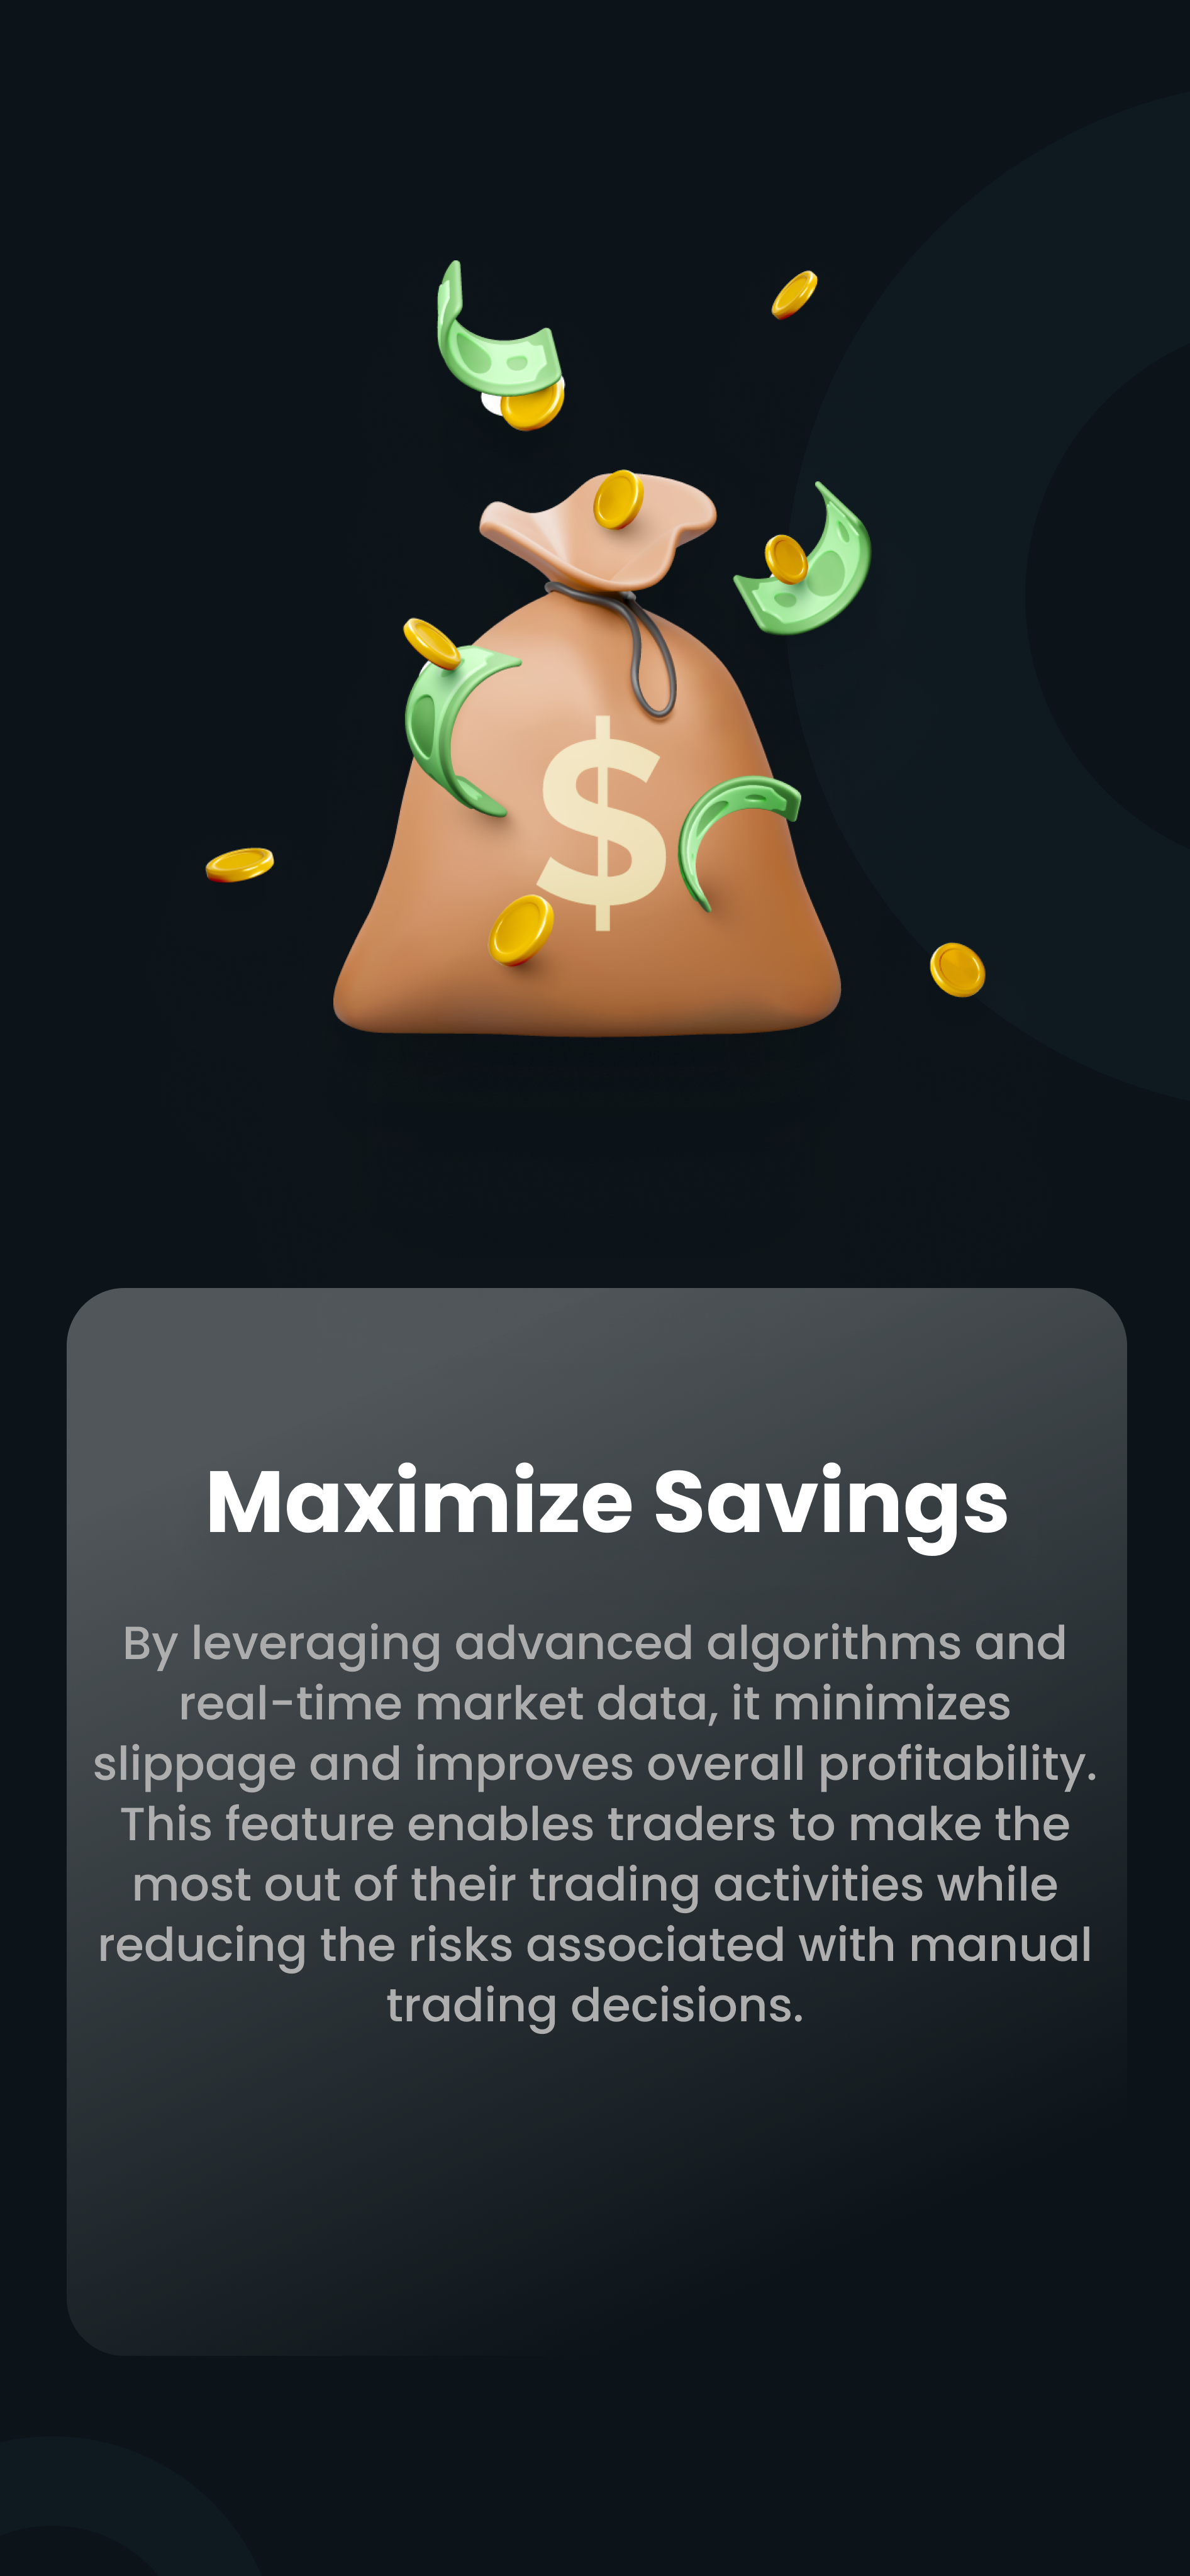 $
Maximize Savings
By leveraging advanced algorithms and
real-time market data, it minimizes
slippage and improves overall profitability.
This feature enables traders to make the
most out of their trading activities while
reducing the risks associated with manual
trading decisions.